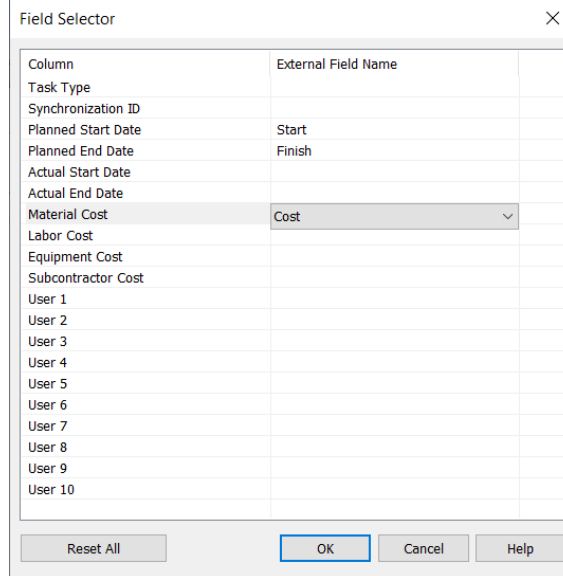 Field Selector
Column External Field Name
Task Type
Synchronization ID
Planned Start Date Start
Planned End Date Finish
Actual Start Date
Actual End Date
Material Cost Cost
Labor Cost
Equipment Cost
Subcontractor Cost
User 1
User 2
User 3
User 4
User 5
User 6
User 7
User 8
User 9
User 10
Reset All OK Cancel Help